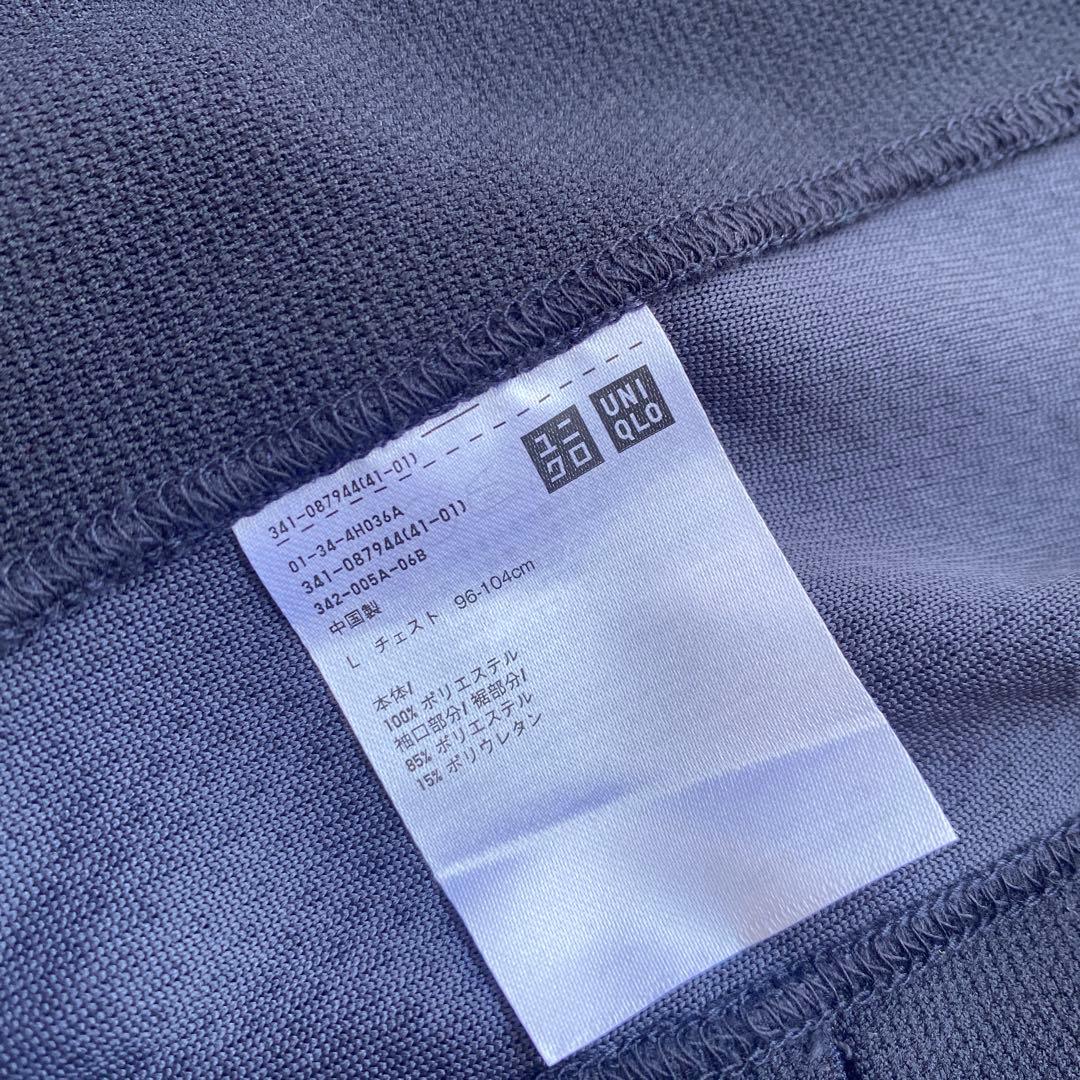 ユニ
クロ
UNI
QLO
341-087944(41-01)
01-34-4H036A
341-087944(41-01)
342-005A-06B
中国製
L チェスト 96-104cm
本体/
100% ポリエステル
袖口部分/ 裾部分/
85% ポリエステル
15% ポリウレタン